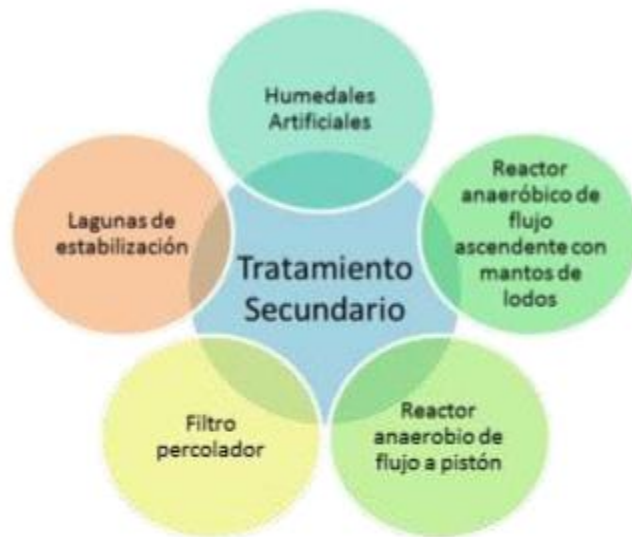 Humedales
Artificiales
Reactor
anaeróbico de
flujo
ascendente con
mantos de
lodos
Lagunas de
estabilización
Tratamiento
Secundario
Filtro
percolador
Reactor
anaerobio de
flujo a pistón